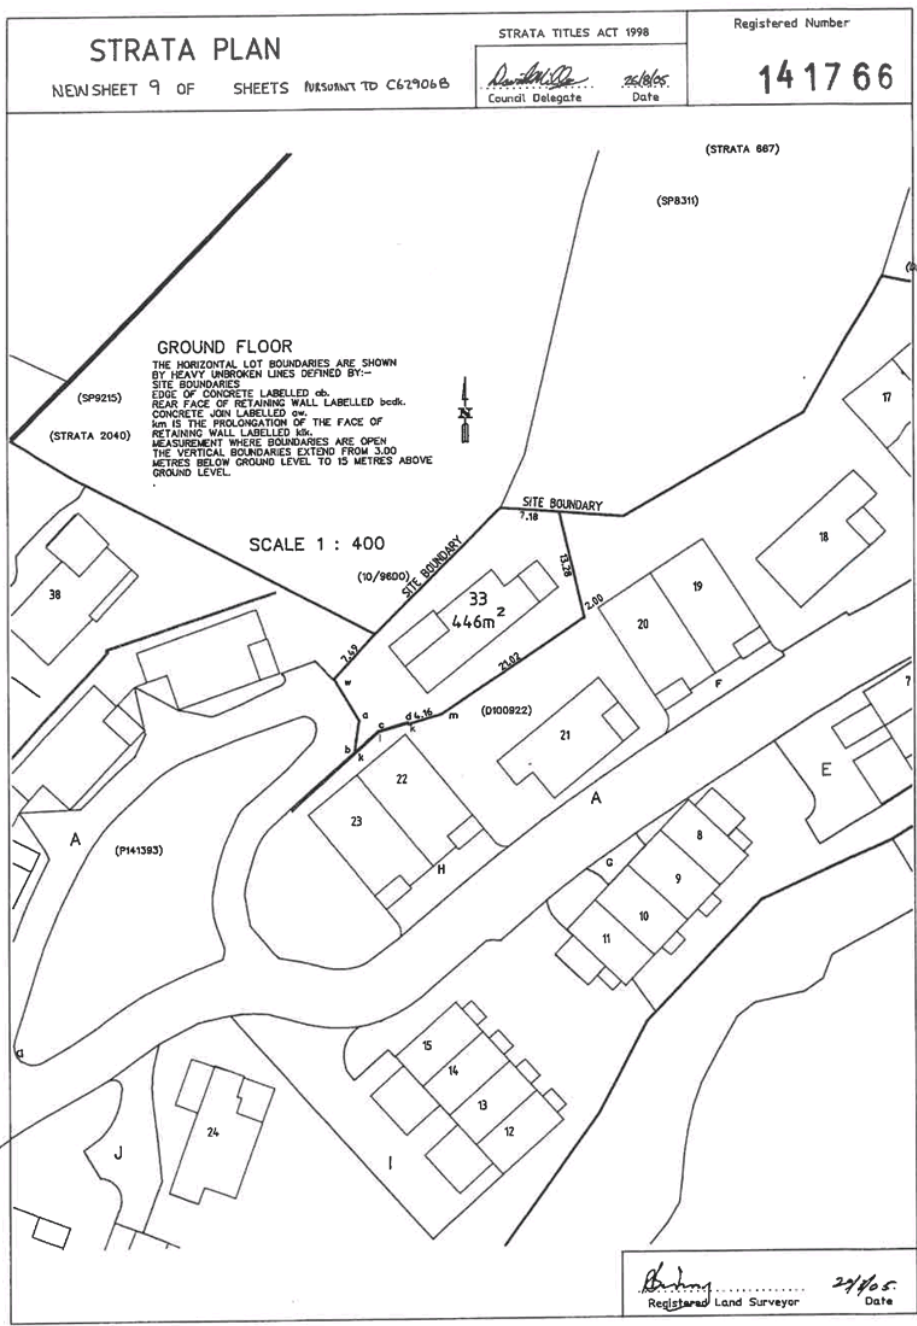 STRATA PLAN
NEW SHEET 9 OF SHEETS PURSUANT TO C62906B
STRATA TITLES ACT 1998
Council Delegate
25/8/05
Date
Registered Number
141766
(STRATA 667)
(SP8311)
GROUND FLOOR
THE HORIZONTAL LOT BOUNDARIES ARE SHOWN
BY HEAVY UNBROKEN LINES DEFINED BY:-
SITE BOUNDARIES
EDGE OF CONCRETE LABELLED ab.
REAR FACE OF RETAINING WALL LABELLED bcdk.
CONCRETE JOIN LABELLED aw.
km IS THE PROLONGATION OF THE FACE OF
RETAINING WALL LABELLED klk.
MEASUREMENT WHERE BOUNDARIES ARE OPEN
THE VERTICAL BOUNDARIES EXTEND FROM 3.00
METRES BELOW GROUND LEVEL TO 15 METRES ABOVE
GROUND LEVEL.
(SP9215)
(STRATA 2040)
N
17
SITE BOUNDARY
7.18
SCALE 1 : 400
(10/9600)
SITE BOUNDARY
13.28
18
38
33
446m²
19
20
2.00
7.49
21.02
w
a
b
c
d
4.16
m
k
l
k
(D100922)
F
21
22
23
A
7
E
A
(P141393)
H
8
G
9
10
11
a
15
14
13
12
24
J
I
Registered Land Surveyor
Date